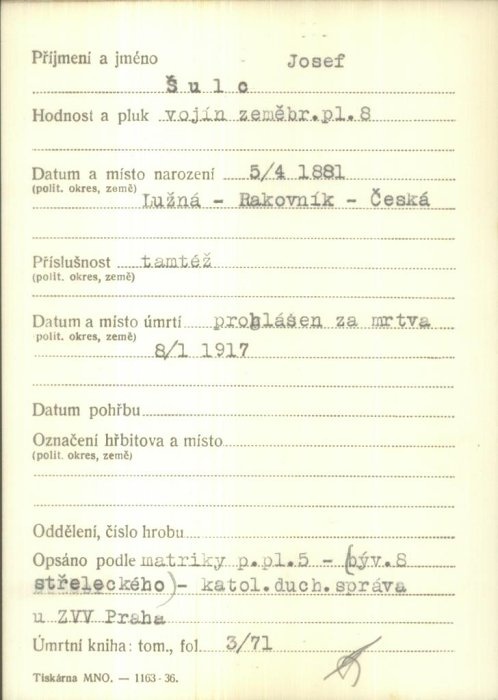 Příjmení a jméno Josef
Šulc
Hodnost a pluk vojín zeměbr.pl.8
Datum a místo narození 5/4 1881
(polit. okres, země) Lužná - Rakovník - Česká
Příslušnost tamtéž
(polit. okres, země)
Datum a místo úmrtí prohlášen za mrtva
polit. okres, země) 8/1 1917
Datum pohřbu
Označení hřbitova a místo
(polit. okres, země)
Oddělení, číslo hrobu
Opsáno podle matriky p.pl.5 - (býv.8
střeleckého) - katol.duch.správa
u ZVV Praha
Úmrtní kniha: tom., fol. 3/71
Tiskárna MNO. — 1163-36.